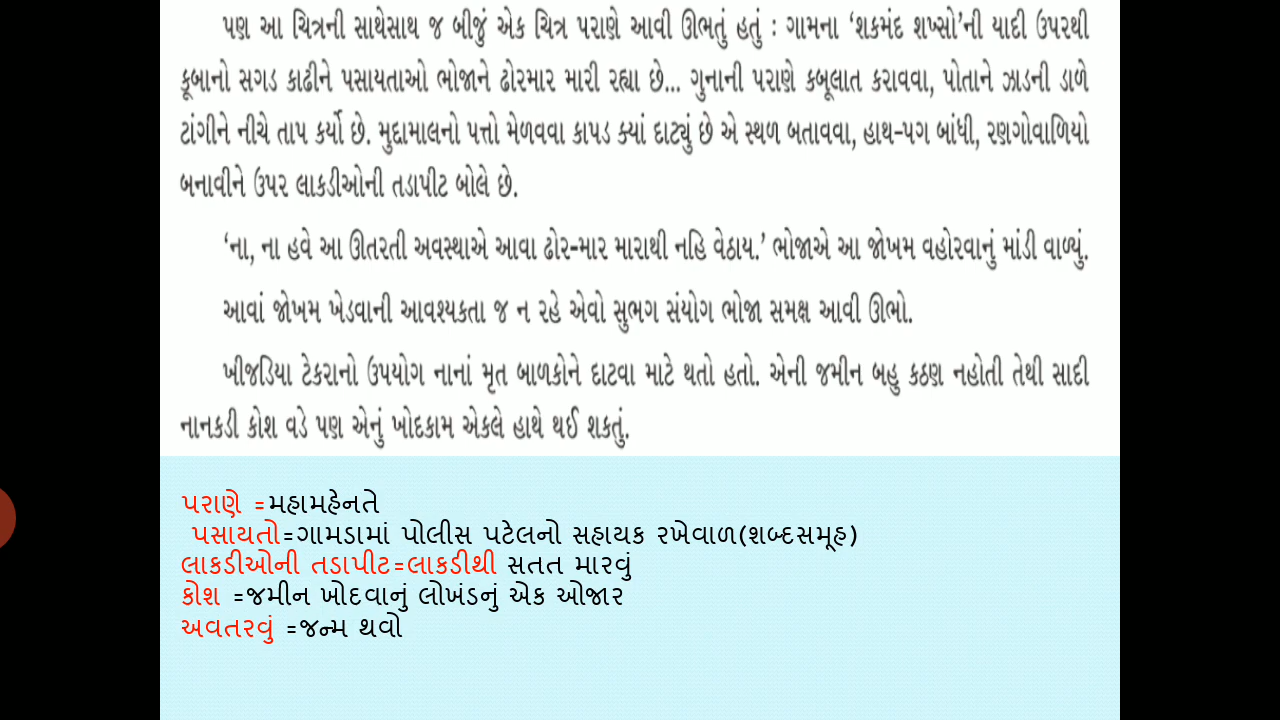 પણ આ ચિત્રની સાથેસાથ જ બીજું એક ચિત્ર પરાણે આવી ઊભતું હતું : ગામના ‘શકમંદ શખ્સો’ની યાદી ઉપરથી
કૂબાનો સગડ કાઢીને પસાયતાઓ ભોજાને ઢોરમાર મારી રહ્યા છે... ગુનાની પરાણે કબૂલાત કરાવવા, પોતાને ઝાડની ડાળે
ટાંગીને નીચે તાપ કર્યો છે. મુદ્દામાલનો પત્તો મેળવવા કાપડ ક્યાં દાટ્યું છે એ સ્થળ બતાવવા, હાથ-પગ બાંધી, રણગોવાળિયો
બનાવીને ઉપર લાકડીઓની તડાપીટ બોલે છે.
‘ના, ના હવે આ ઊતરતી અવસ્થાએ આવા ઢોર-માર મારાથી નહિ વેઠાય.’ ભોજાએ આ જોખમ વહોરવાનું માંડી વાળ્યું.
આવાં જોખમ ખેડવાની આવશ્યકતા જ ન રહે એવો સુભગ સંયોગ ભોજા સમક્ષ આવી ઊભો.
ખીજડિયા ટેકરાનો ઉપયોગ નાનાં મૃત બાળકોને દાટવા માટે થતો હતો. એની જમીન બહુ કઠણ નહોતી તેથી સાદી
નાનકડી કોશ વડે પણ એનું ખોદકામ એકલે હાથે થઈ શકતું.
પરાણે =મહામહેનતે
પસાયતો=ગામડામાં પોલીસ પટેલનો સહાયક રખેવાળ(શબ્દસમૂહ)
લાકડીઓની તડાપીટ=લાકડીથી સતત મારવું
કોશ =જમીન ખોદવાનું લોખંડનું એક ઓજાર
અવતરવું =જન્મ થવો